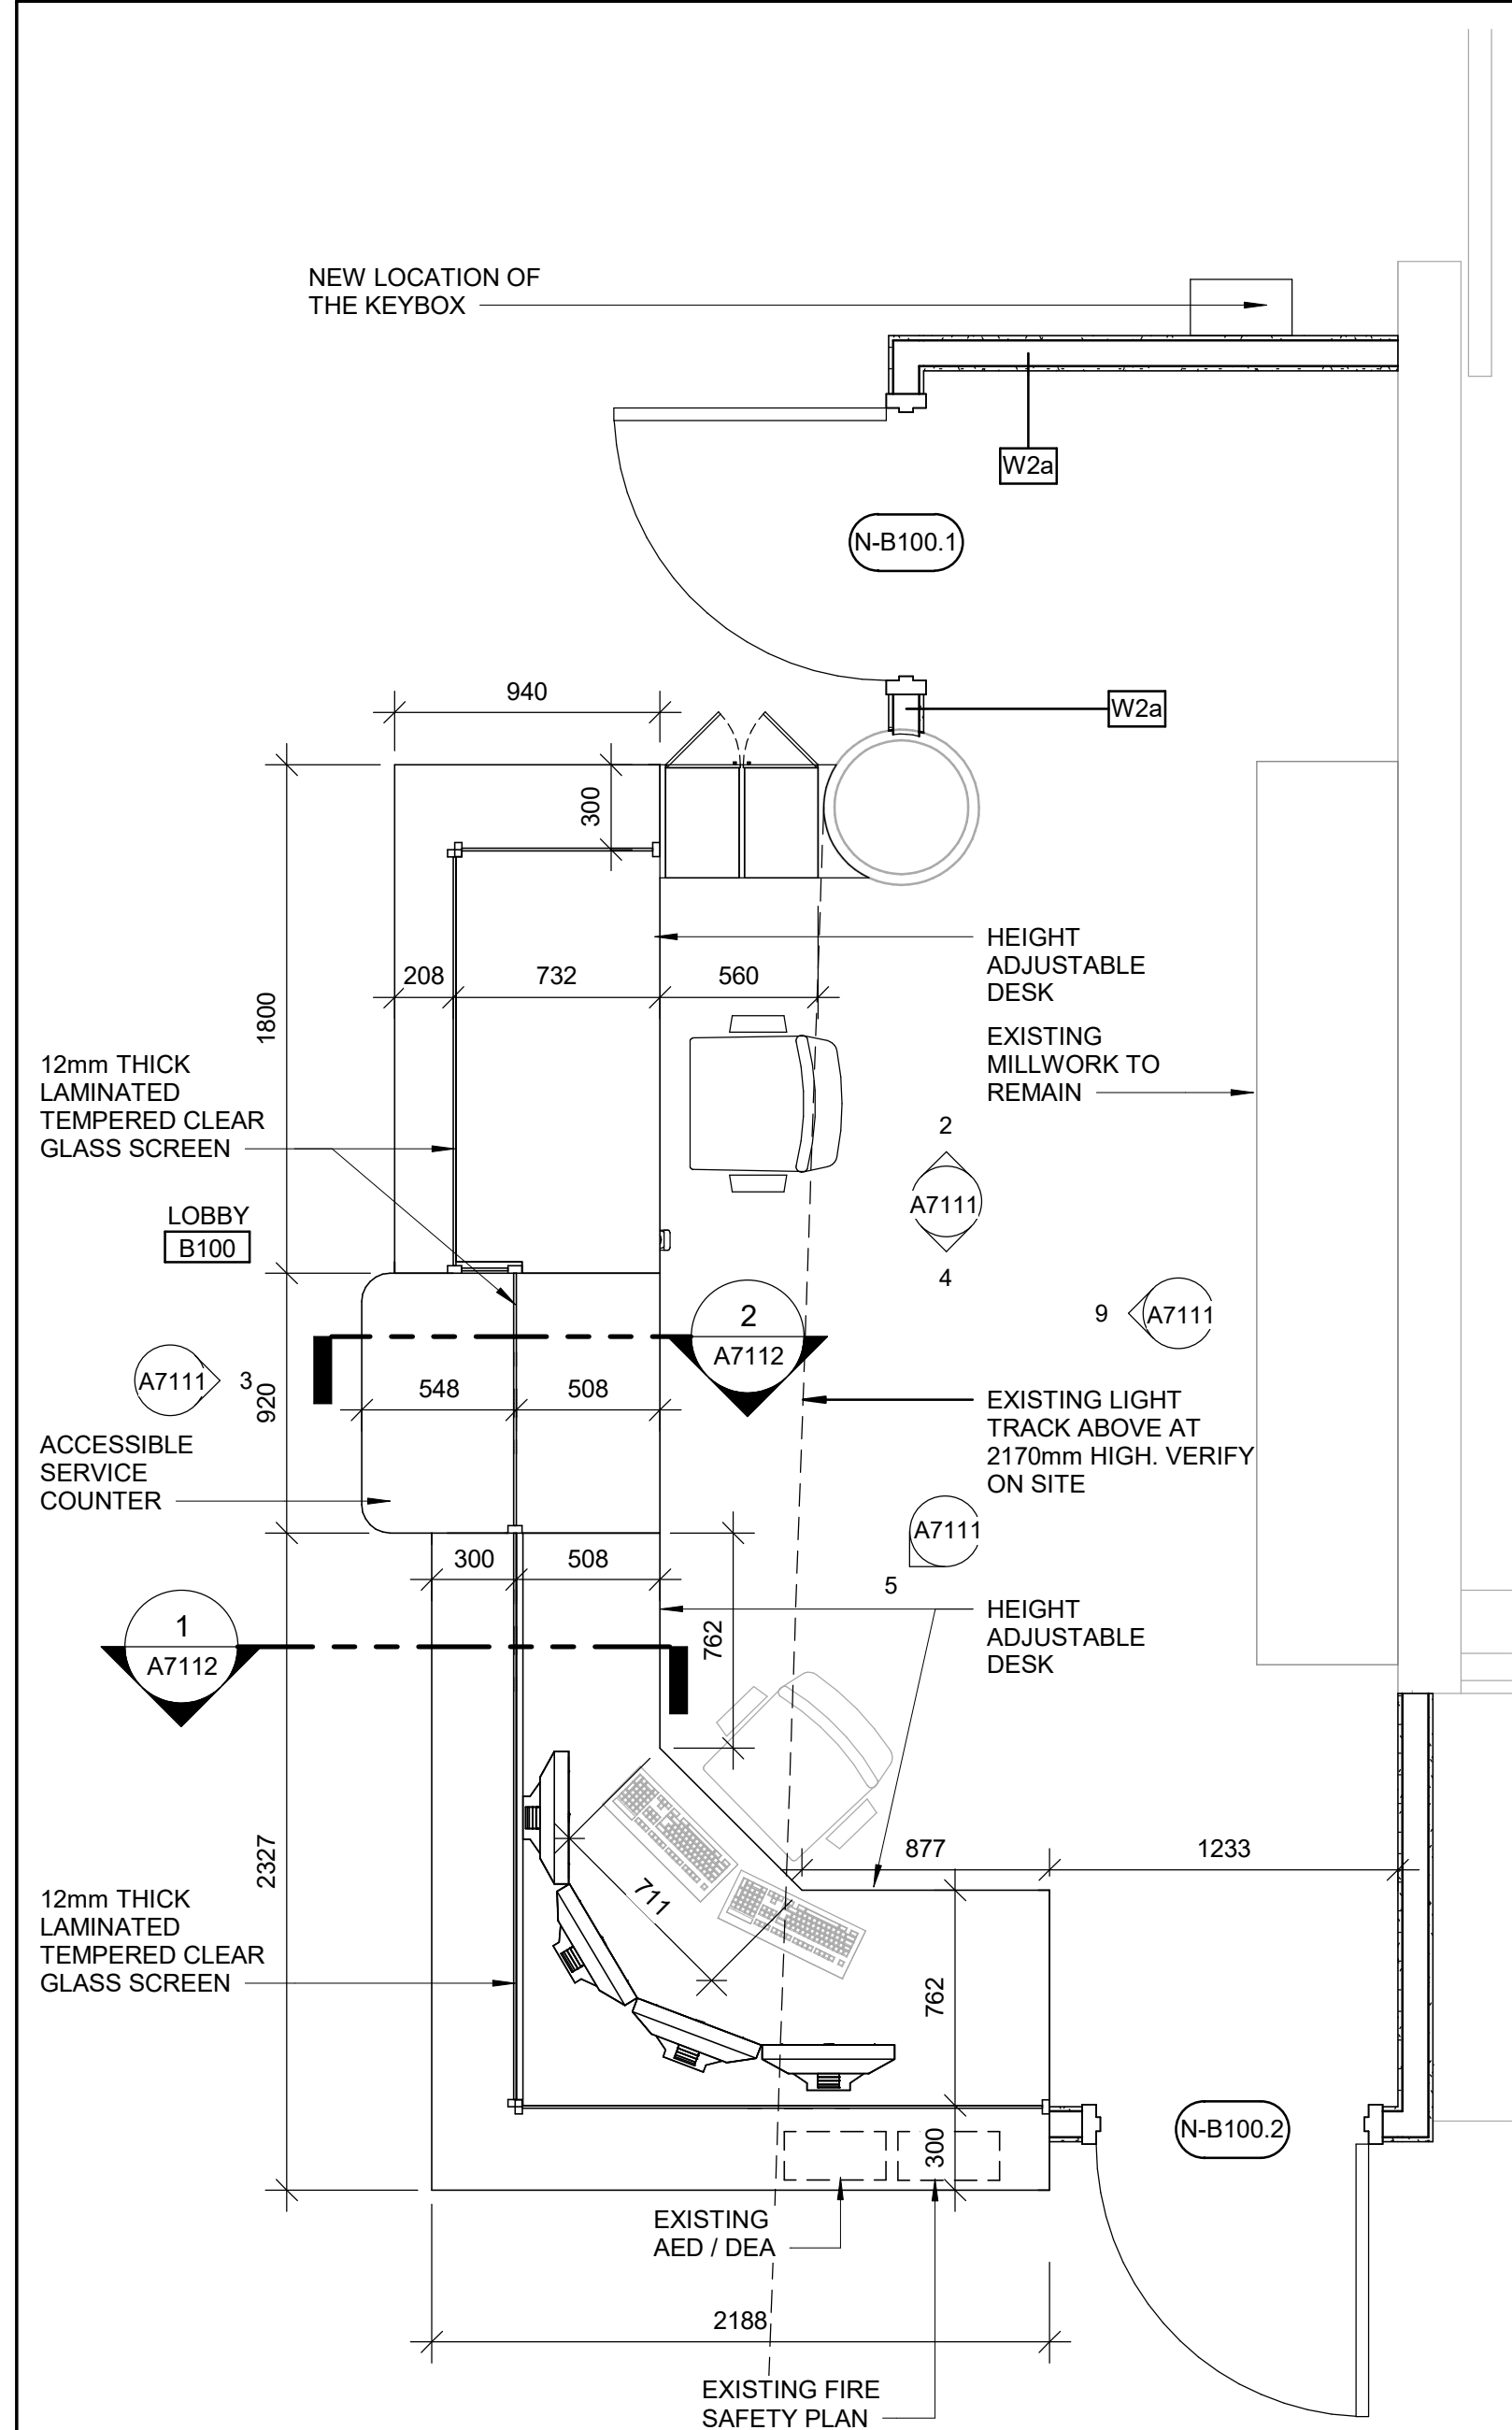 NEW LOCATION OF
THE KEYBOX
W2a
N-B100.1
940
W2a
300
HEIGHT
ADJUSTABLE
DESK
208
732
560
1800
EXISTING
MILLWORK TO
REMAIN
12mm THICK
LAMINATED
TEMPERED CLEAR
GLASS SCREEN
2
A7111
4
LOBBY
B100
9
A7111
2
A7112
A7111
3
548
508
920
EXISTING LIGHT
TRACK ABOVE AT
2170mm HIGH. VERIFY
ON SITE
ACCESSIBLE
SERVICE
COUNTER
A7111
5
300
508
762
HEIGHT
ADJUSTABLE
DESK
1
A7112
877
1233
2327
711
12mm THICK
LAMINATED
TEMPERED CLEAR
GLASS SCREEN
762
N-B100.2
300
EXISTING
AED / DEA
2188
EXISTING FIRE
SAFETY PLAN